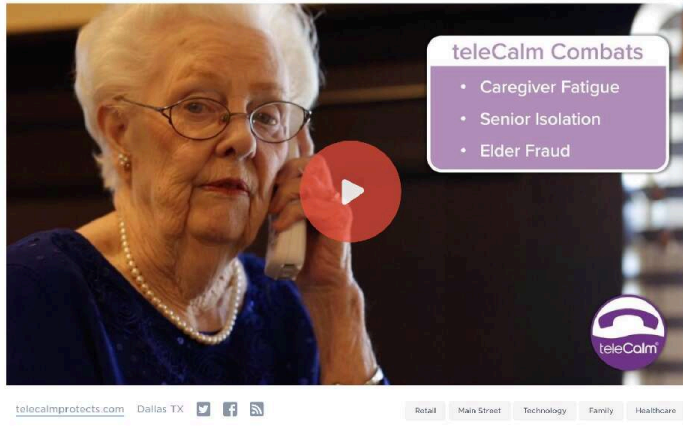 teleCalm Combats
• Caregiver Fatigue
• Senior Isolation
• Elder Fraud
teleCalm
telecalmprotects.com Dallas TX
Retail Main Street Technology Family Healthcare